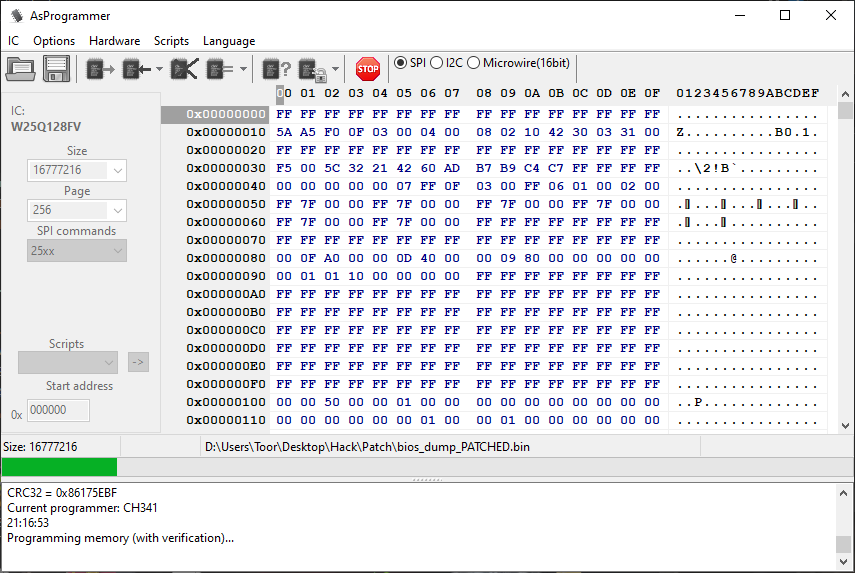 AsProgrammer
IC Options Hardware Scripts Language
STOP SPI I2C Microwire(16bit)
IC:
W25Q128FV
Size
16777216
Page
256
SPI commands
25xx
Scripts
->
Start address
0x 000000
00 01 02 03 04 05 06 07 08 09 0A 0B 0C 0D 0E 0F 0123456789ABCDEF
0x00000000 FF FF FF FF FF FF FF FF FF FF FF FF FF FF FF FF ................
0x00000010 5A A5 F0 0F 03 00 04 00 08 02 10 42 30 03 31 00 Z..........B0.1.
0x00000020 FF FF FF FF FF FF FF FF FF FF FF FF FF FF FF FF ................
0x00000030 F5 00 5C 32 21 42 60 AD B7 B9 C4 C7 FF FF FF FF ..\2!B`.........
0x00000040 00 00 00 00 00 07 FF 0F 03 00 FF 06 01 00 02 00 ................
0x00000050 FF 7F 00 00 FF 7F 00 00 FF 7F 00 00 FF 7F 00 00 .▯...▯...▯...▯..
0x00000060 FF 7F 00 00 FF 7F 00 00 FF FF FF FF FF FF FF FF .▯...▯..........
0x00000070 FF FF FF FF FF FF FF FF FF FF FF FF FF FF FF FF ................
0x00000080 00 0F A0 00 00 0D 40 00 00 09 80 00 00 00 00 00 ......@.........
0x00000090 00 01 01 10 00 00 00 00 FF FF FF FF FF FF FF FF ................
0x000000A0 FF FF FF FF FF FF FF FF FF FF FF FF FF FF FF FF ................
0x000000B0 FF FF FF FF FF FF FF FF FF FF FF FF FF FF FF FF ................
0x000000C0 FF FF FF FF FF FF FF FF FF FF FF FF FF FF FF FF ................
0x000000D0 FF FF FF FF FF FF FF FF FF FF FF FF FF FF FF FF ................
0x000000E0 FF FF FF FF FF FF FF FF FF FF FF FF FF FF FF FF ................
0x000000F0 FF FF FF FF FF FF FF FF FF FF FF FF FF FF FF FF ................
0x00000100 00 00 50 00 00 01 00 00 00 00 00 00 00 00 00 00 ..P.............
0x00000110 00 00 00 00 00 00 01 00 00 01 00 00 00 00 00 00 ................
Size: 16777216 D:\Users\Toor\Desktop\Hack\Patch\bios_dump_PATCHED.bin
CRC32 = 0x86175EBF
Current programmer: CH341
21:16:53
Programming memory (with verification)...